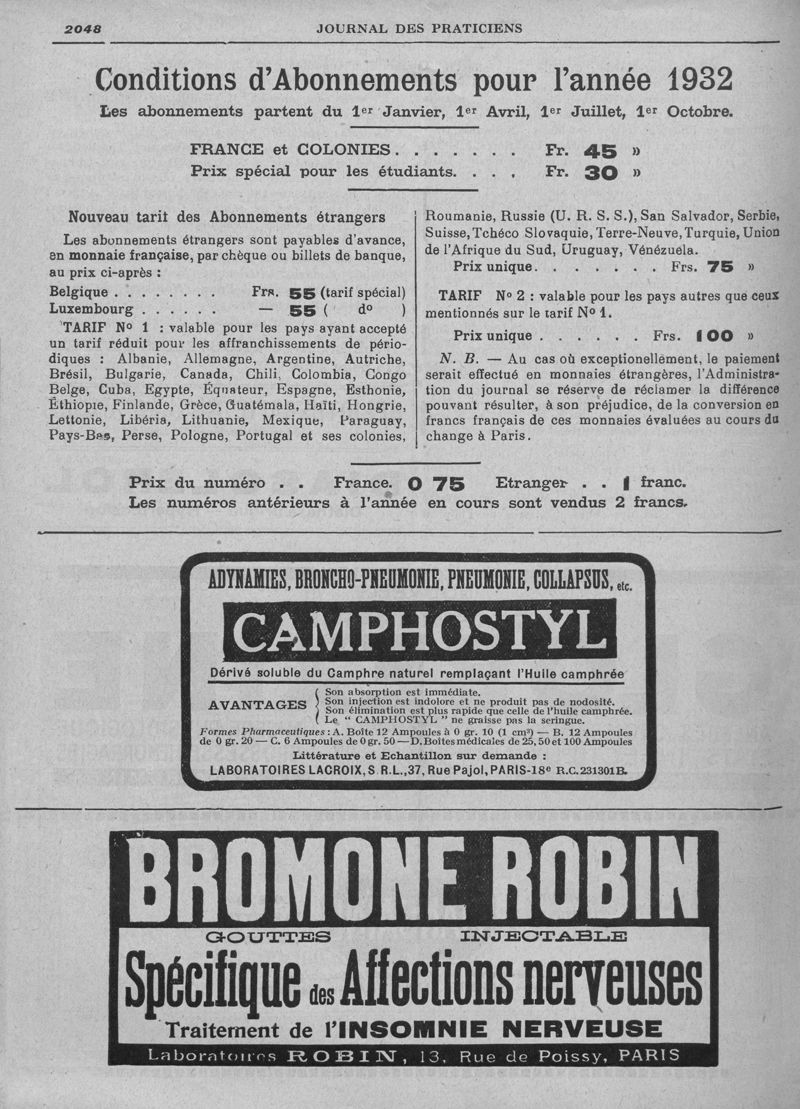 2048
JOURNAL DES PRATICIENS
Conditions d'Abonnements pour l'année 1932
Les abonnements partent du 1er Janvier, 1er Avril, 1er Juillet, 1er Octobre.
FRANCE et COLONIES. . . . . . . Fr. 45 »
Prix spécial pour les étudiants. . . . Fr. 30 »
Nouveau tarit des Abonnements étrangers
Les abonnements étrangers sont payables d'avance,
en monnaie française, par chèque ou billets de banque,
au prix ci-après :
Belgique . . . . . . . . Frs. 55 (tarif spécial)
Luxembourg . . . . . . — 55 ( do )
TARIF No 1 : valable pour les pays ayant accepté
un tarif réduit pour les affranchissements de pério-
diques : Albanie, Allemagne, Argentine, Autriche,
Brésil, Bulgarie, Canada, Chili, Colombia, Congo
Belge, Cuba, Egypte, Équateur, Espagne, Esthonie,
Éthiopie, Finlande, Grèce, Guatémala, Haïti, Hongrie,
Lettonie, Libéria, Lithuanie, Mexique, Paraguay,
Pays-Bas, Perse, Pologne, Portugal et ses colonies,
Roumanie, Russie (U. R. S. S.), San Salvador, Serbie,
Suisse, Tchéco Slovaquie, Terre-Neuve, Turquie, Union
de l'Afrique du Sud, Uruguay, Vénézuela.
Prix unique. . . . . . . . Frs. 75 »
TARIF No 2 : valable pour les pays autres que ceux
mentionnés sur le tarif No 1.
Prix unique . . . . . . Frs. 100 »
N. B. — Au cas où exceptionellement, le paiement
serait effectué en monnaies étrangères, l'Administra-
tion du journal se réserve de réclamer la différence
pouvant résulter, à son préjudice, de la conversion en
francs français de ces monnaies évaluées au cours du
change à Paris.
Prix du numéro . . France. 0 75 Etranger . . 1 franc.
Les numéros antérieurs à l'année en cours sont vendus 2 francs.
ADYNAMIES, BRONCHO-PNEUMONIE, PNEUMONIE, COLLAPSUS, etc.
CAMPHOSTYL
Dérivé soluble du Camphre naturel remplaçant l'Huile camphrée
AVANTAGES
Son absorption est immédiate.
Son injection est indolore et ne produit pas de nodosité.
Son élimination est plus rapide que celle de l'huile camphrée.
Le “ CAMPHOSTYL ” ne graisse pas la seringue.
Formes Pharmaceutiques : A. Boîte 12 Ampoules à 0 gr. 10 (1 cm3) — B. 12 Ampoules
de 0 gr. 20 — C. 6 Ampoules de 0 gr. 50 — D. Boîtes médicales de 25, 50 et 100 Ampoules
Littérature et Echantillon sur demande :
LABORATOIRES LACROIX, S. R.L., 37, Rue Pajol, PARIS-18e R.C. 231301 B.
BROMONE ROBIN
GOUTTES INJECTABLE
Spécifique des Affections nerveuses
Traitement de l'INSOMNIE NERVEUSE
Laboratoires ROBIN, 13, Rue de Poissy, PARIS